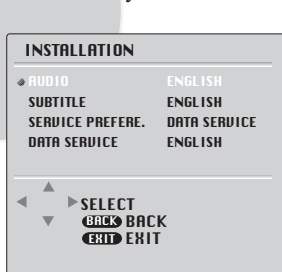 INSTALLATION
AUDIO ENGLISH
SUBTITLE ENGLISH
SERVICE PREFERE. DATA SERVICE
DATA SERVICE ENGLISH
SELECT
BACK BACK
EXIT EXIT